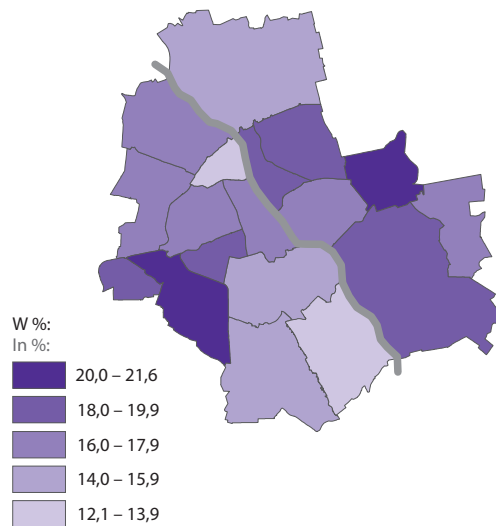 W %:
In %:
20,0 – 21,6
18,0 – 19,9
16,0 – 17,9
14,0 – 15,9
12,1 – 13,9